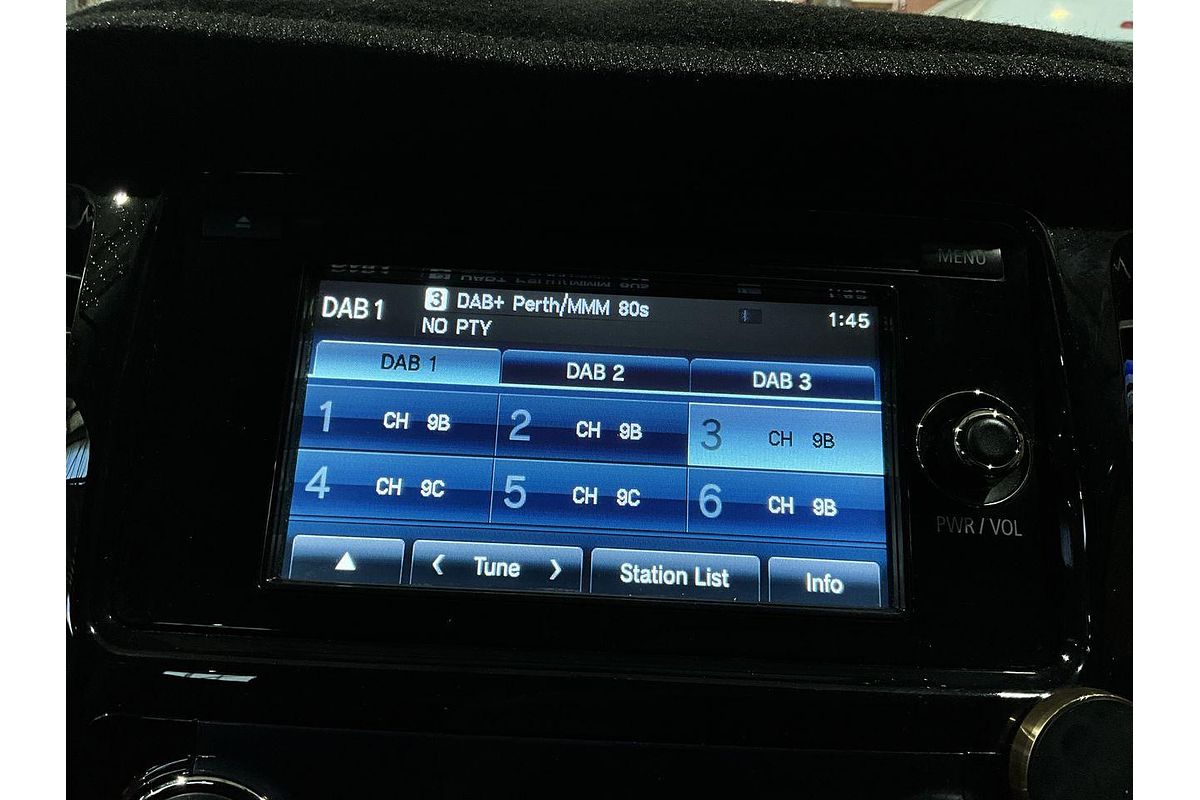 MENU
DAB 1 3 DAB+ Perth/MMM 80s 1:45
NO PTY
DAB 1 DAB 2 DAB 3
1 CH 9B 2 CH 9B 3 CH 9B
4 CH 9C 5 CH 9C 6 CH 9B
Tune Station List Info
PWR / VOL